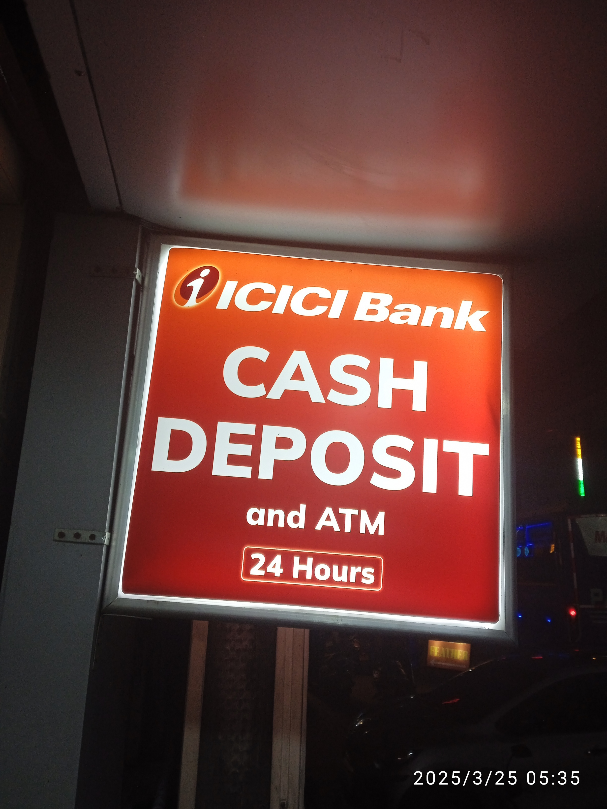 i ICICI Bank
CASH
DEPOSIT
and ATM
24 Hours
2025/3/25 05:35